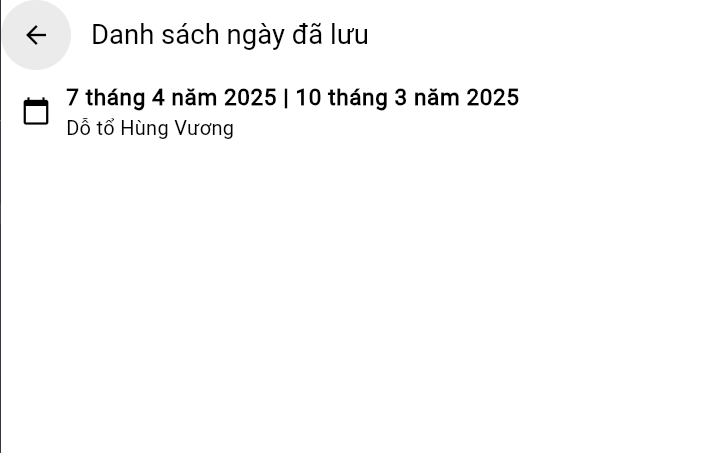 Danh sách ngày đã lưu
7 tháng 4 năm 2025 | 10 tháng 3 năm 2025
Dỗ tổ Hùng Vương